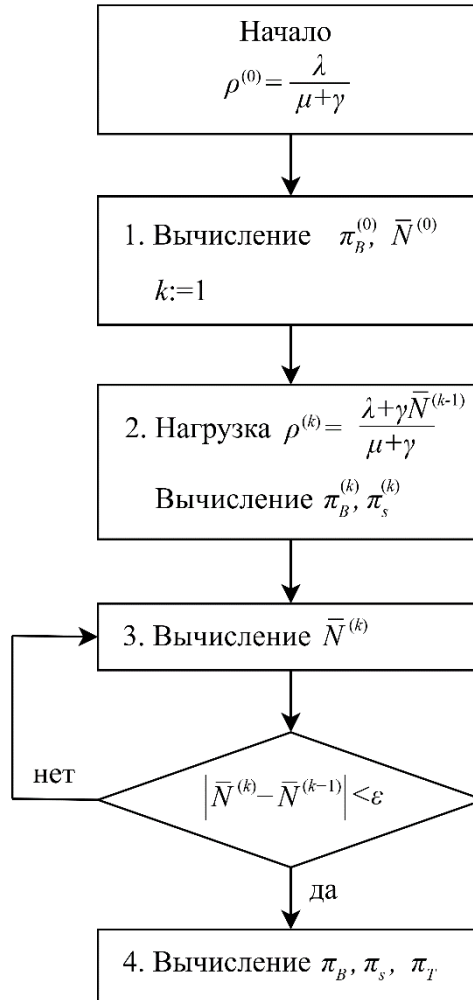 Начало
ρ⁽⁰⁾ = λ / (μ+γ)
1. Вычисление π_B^(0), N̅^(0)
k:=1
2. Нагрузка ρ^(k) = (λ+γN̅^(k-1)) / (μ+γ)
Вычисление π_B^(k), π_s^(k)
3. Вычисление N̅^(k)
|N̅^(k) − N̅^(k−1)| < ε
нет
да
4. Вычисление π_B, π_s, π_T